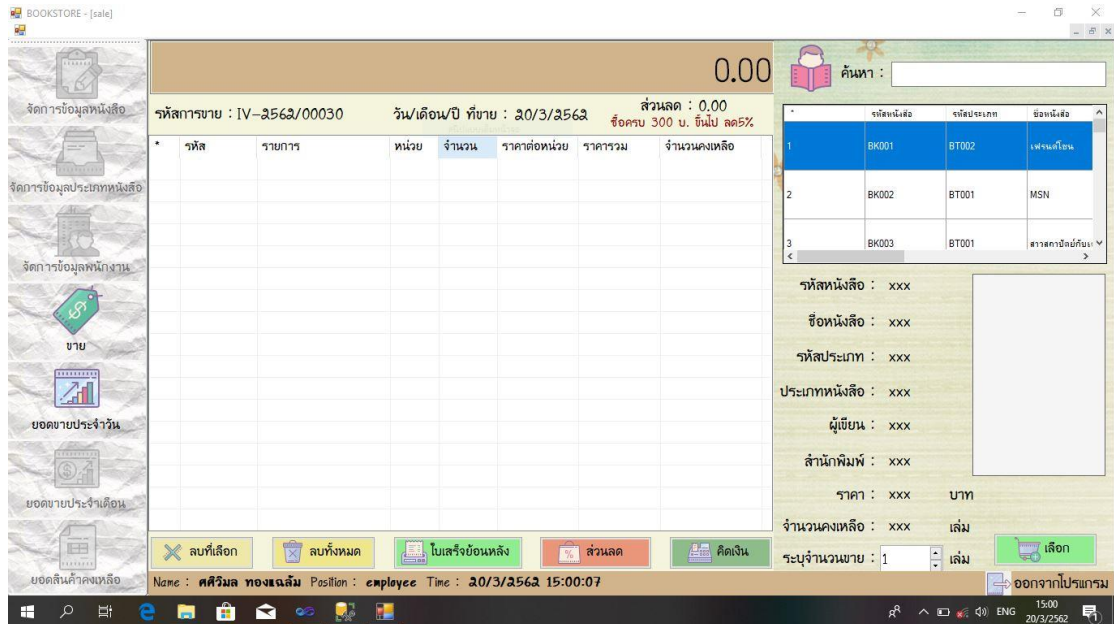 BOOKSTORE - [sale]
0.00
ค้นหา :
จัดการข้อมูลหนังสือ
รหัสการขาย : IV-2562/00030
วัน/เดือน/ปี ที่ขาย : 20/3/2562
ส่วนลด : 0.00
ซื้อครบ 300 บ. ขึ้นไป ลด5%
* รหัส รายการ หน่วย จำนวน ราคาต่อหน่วย ราคารวม จำนวนคงเหลือ
* รหัสหนังสือ รหัสประเภท ชื่อหนังสือ
1 BK001 BT002 เฟรนด์โซน
2 BK002 BT001 MSN
3 BK003 BT001
จัดการข้อมูลประเภทหนังสือ
จัดการข้อมูลพนักงาน
ขาย
ยอดขายประจำวัน
ยอดขายประจำเดือน
ยอดสินค้าคงเหลือ
รหัสหนังสือ : xxx
ชื่อหนังสือ : xxx
รหัสประเภท : xxx
ประเภทหนังสือ : xxx
ผู้เขียน : xxx
สำนักพิมพ์ : xxx
ราคา : xxx บาท
จำนวนคงเหลือ : xxx เล่ม
ระบุจำนวนขาย : 1 เล่ม
เลือก
ลบที่เลือก ลบทั้งหมด ใบเสร็จย้อนหลัง ส่วนลด คิดเงิน
Name : ศศิวิมล ทองแฉล้ม Position : employee Time : 20/3/2562 15:00:07
ออกจากโปรแกรม
ENG 15:00
20/3/2562